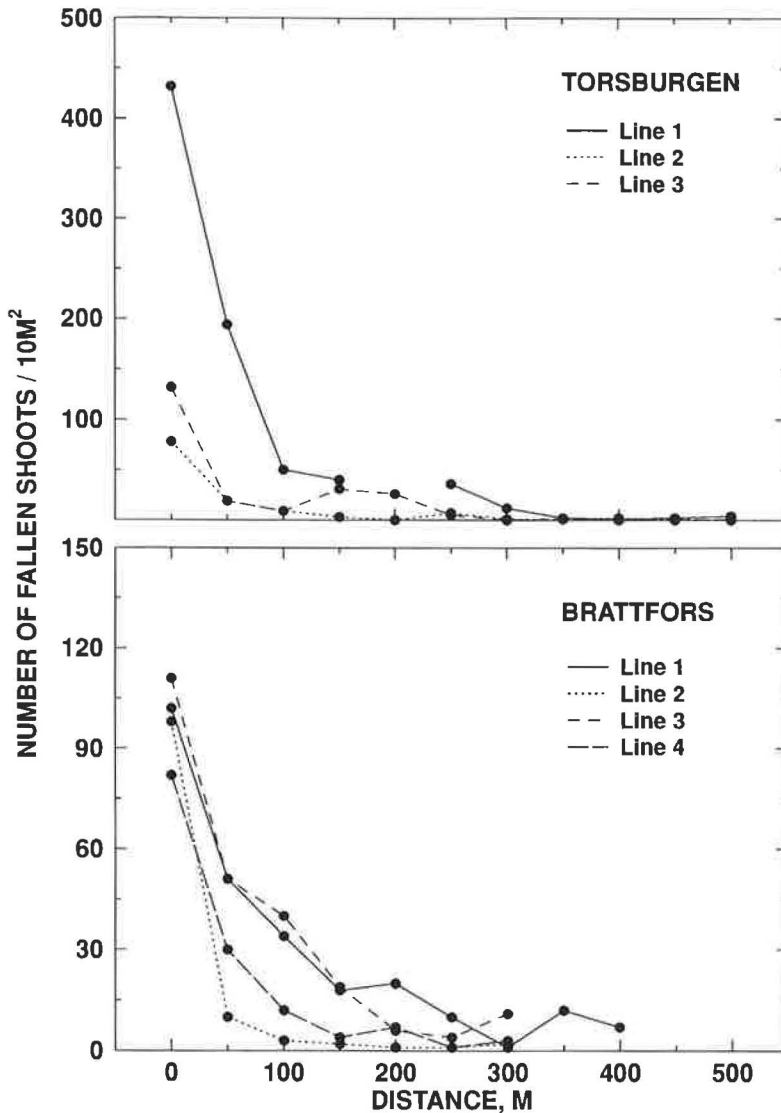 500
400
300
200
100
TORSBURGEN
Line 1
Line 2
Line 3
NUMBER OF FALLEN SHOOTS / 10M²
150
120
90
60
30
0
BRATTFORS
Line 1
Line 2
Line 3
Line 4
0 100 200 300 400 500
DISTANCE, M